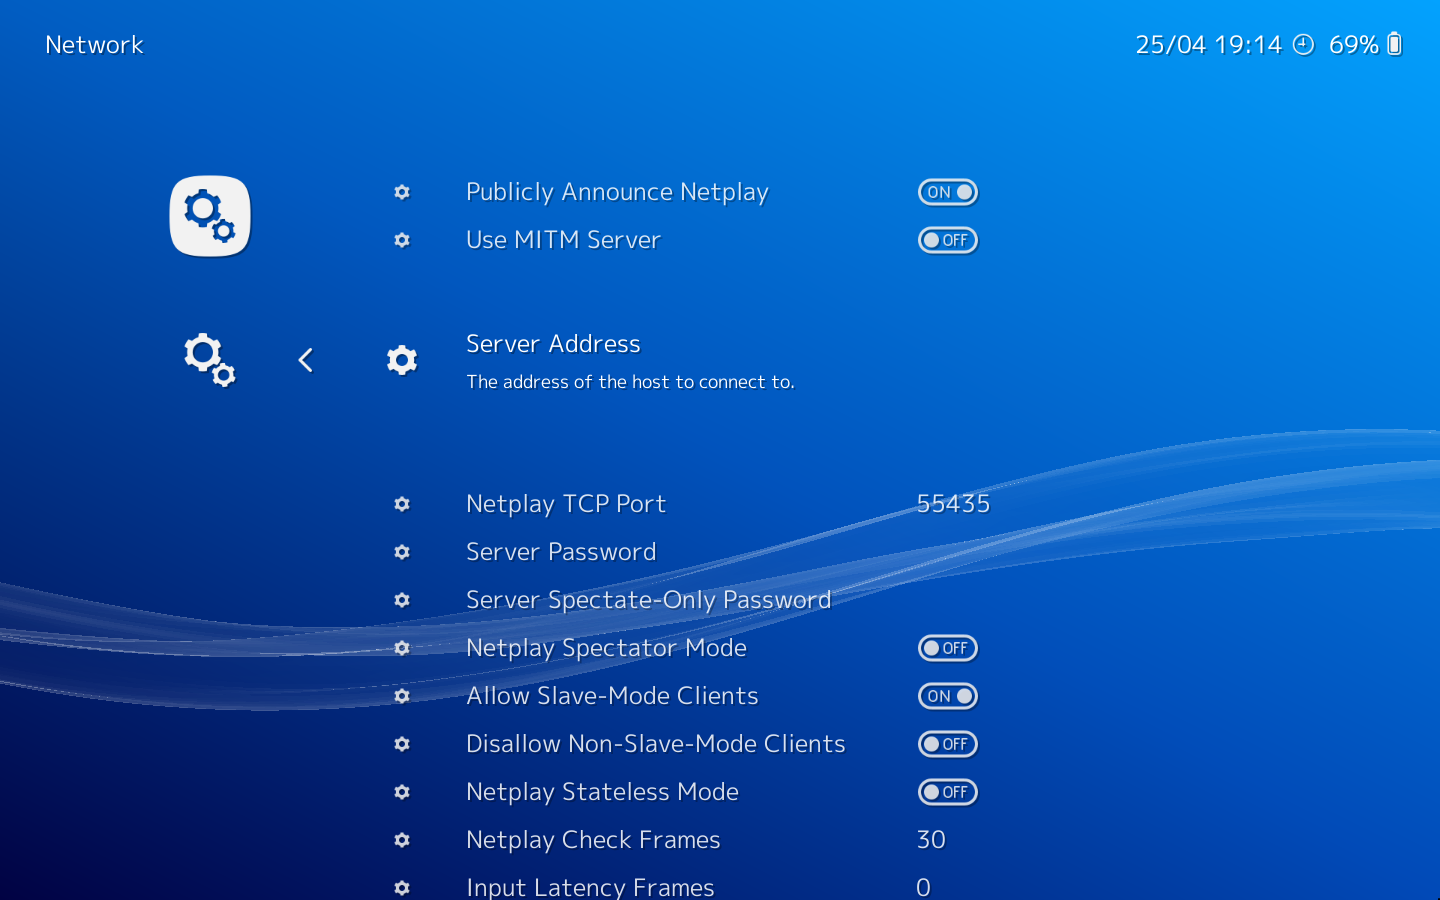 Network
25/04 19:14 69%
Publicly Announce Netplay ON
Use MITM Server OFF
Server Address
The address of the host to connect to.
Netplay TCP Port 55435
Server Password
Server Spectate-Only Password
Netplay Spectator Mode OFF
Allow Slave-Mode Clients ON
Disallow Non-Slave-Mode Clients OFF
Netplay Stateless Mode OFF
Netplay Check Frames 30
Input Latency Frames 0